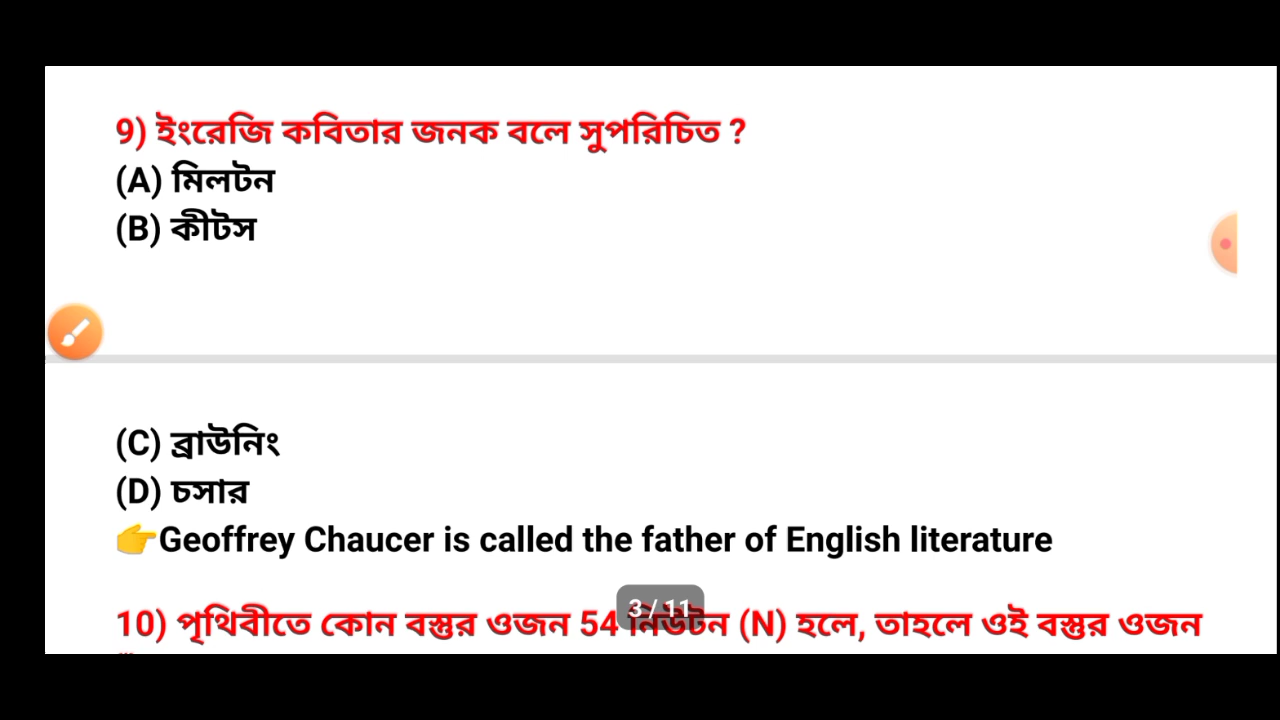 9) ইংরেজি কবিতার জনক বলে সুপরিচিত ?
(A) মিলটন
(B) কীটস
(C) ব্রাউনিং
(D) চসার
👉Geoffrey Chaucer is called the father of English literature
3 / 11
10) পৃথিবীতে কোন বস্তুর ওজন 54 নিউটন (N) হলে, তাহলে ওই বস্তুর ওজন